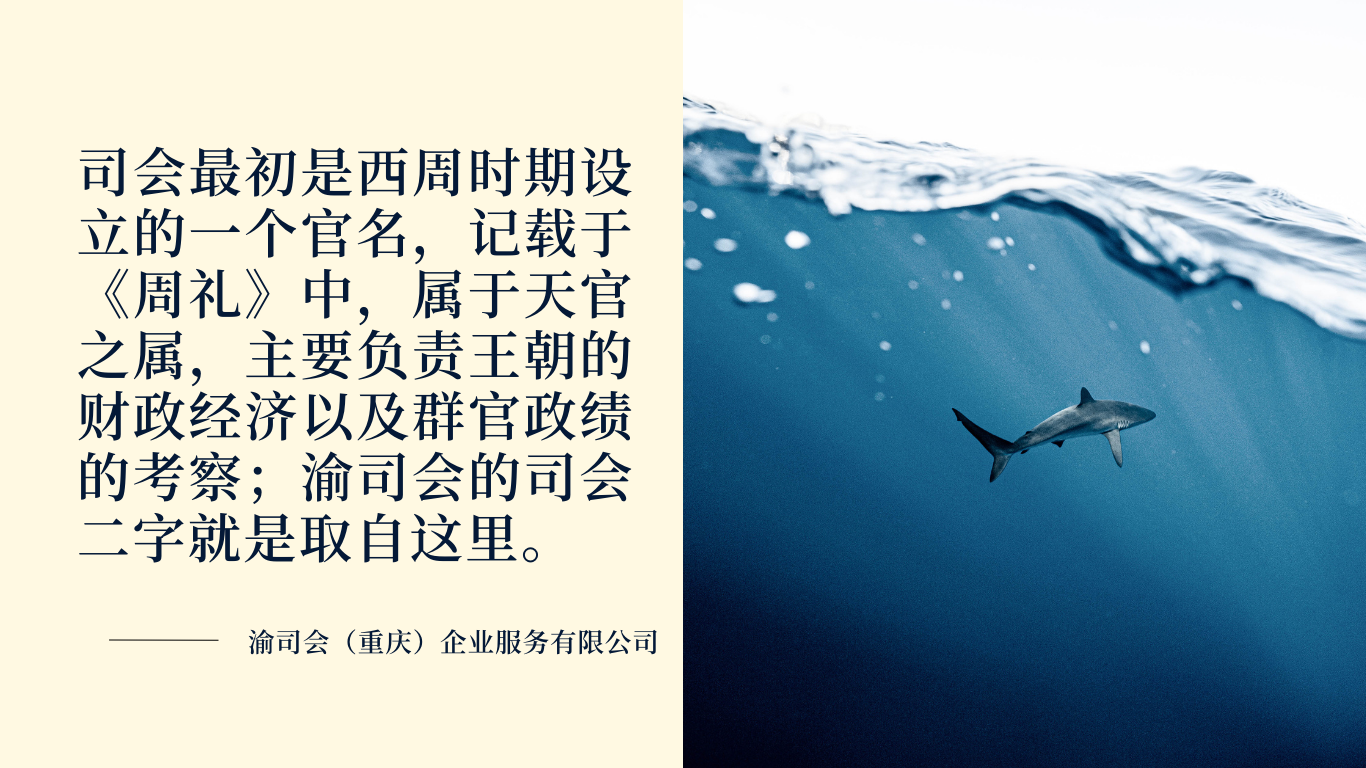 司会最初是西周时期设
立的一个官名，记载于
《周礼》中，属于天官
之属，主要负责王朝的
财政经济以及群官政绩
的考察；渝司会的司会
二字就是取自这里。
——— 渝司会（重庆）企业服务有限公司